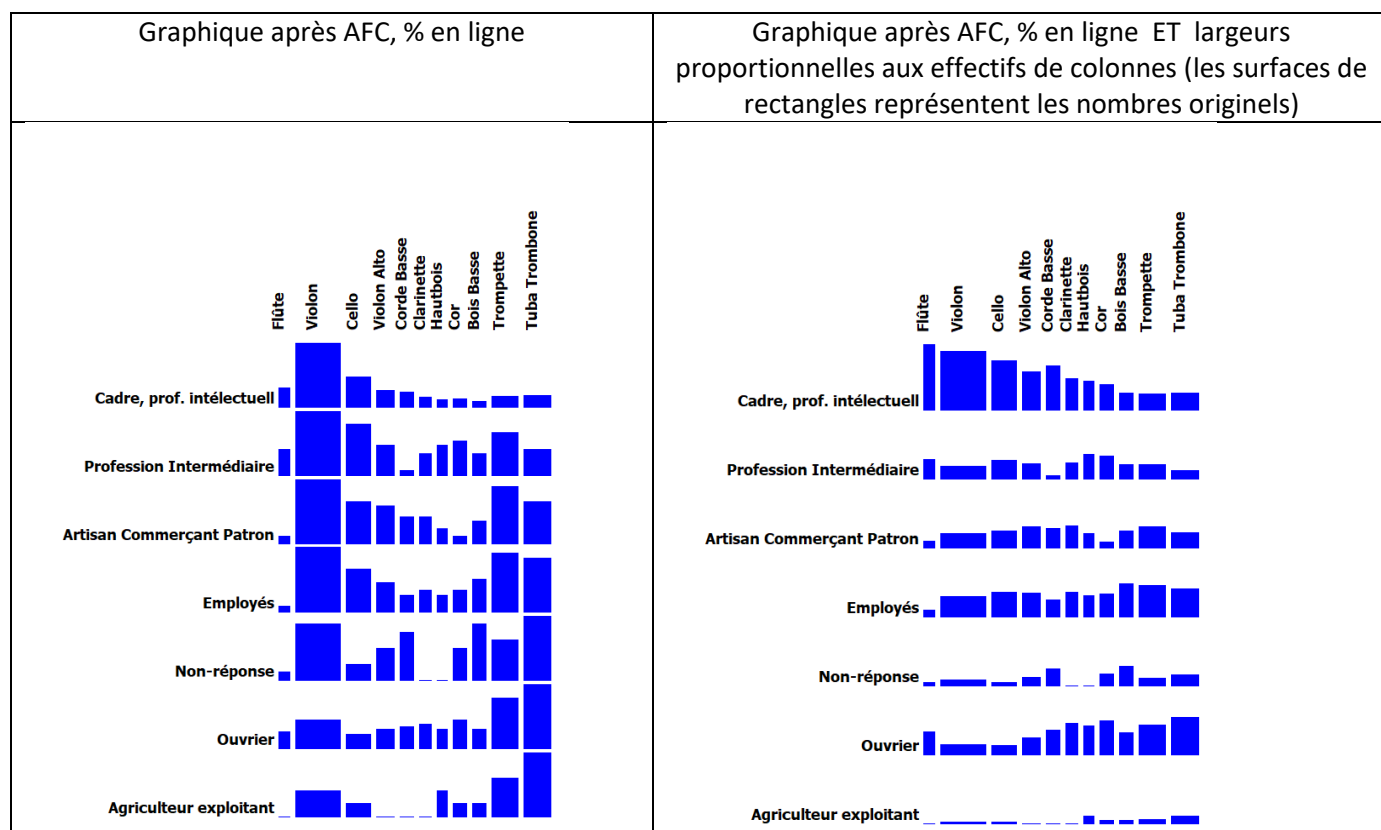 Graphique après AFC, % en ligne
Graphique après AFC, % en ligne ET largeurs
proportionnelles aux effectifs de colonnes (les surfaces de
rectangles représentent les nombres originels)
Flûte
Violon
Cello
Violon Alto
Corde Basse
Clarinette
Hautbois
Cor
Bois Basse
Trompette
Tuba Trombone
Cadre, prof. intélectuell
Profession Intermédiaire
Artisan Commerçant Patron
Employés
Non-réponse
Ouvrier
Agriculteur exploitant
Flûte
Violon
Cello
Violon Alto
Corde Basse
Clarinette
Hautbois
Cor
Bois Basse
Trompette
Tuba Trombone
Cadre, prof. intélectuell
Profession Intermédiaire
Artisan Commerçant Patron
Employés
Non-réponse
Ouvrier
Agriculteur exploitant